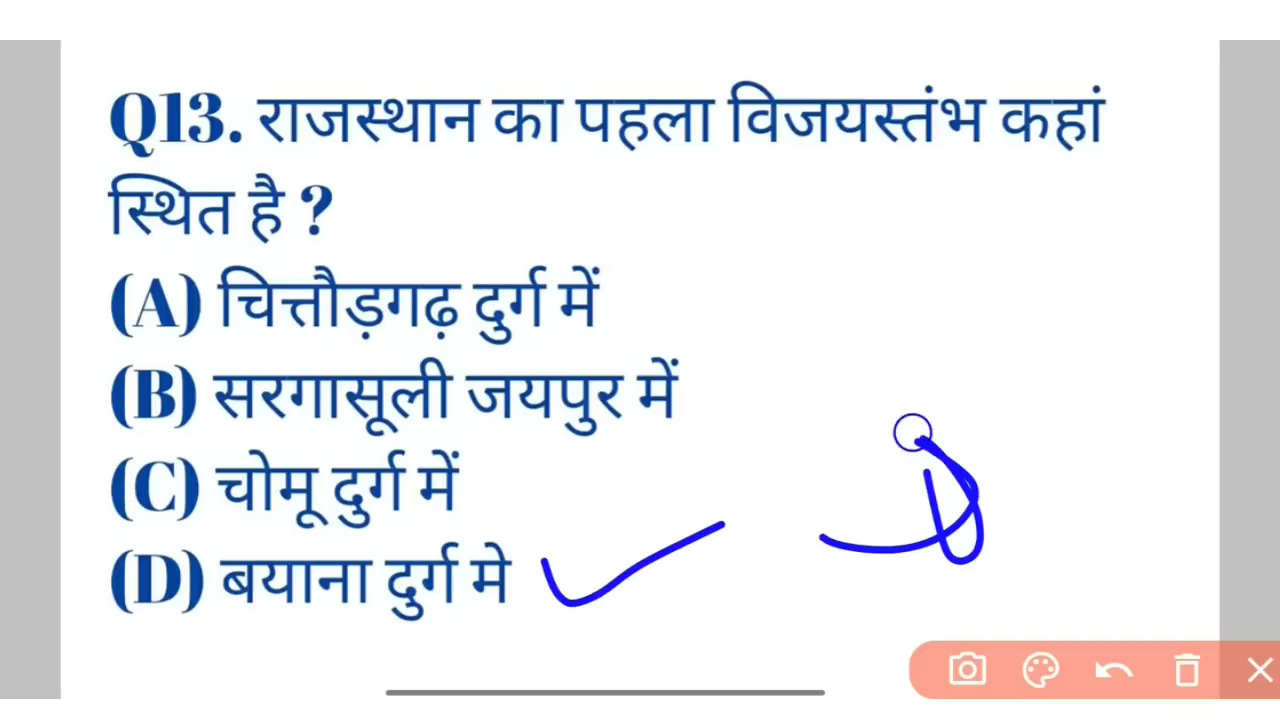 Q13. राजस्थान का पहला विजयस्तंभ कहां
स्थित है ?
(A) चित्तौड़गढ़ दुर्ग में
(B) सरगासूली जयपुर में
(C) चोमू दुर्ग में
(D) बयाना दुर्ग मे